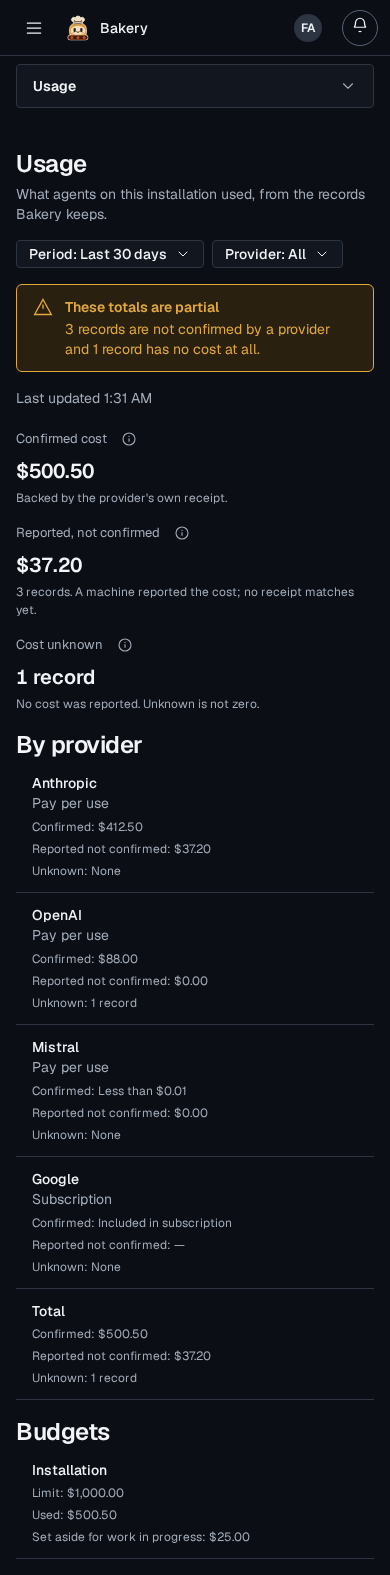 Bakery
FA
Usage
Usage
What agents on this installation used, from the records
Bakery keeps.
Period: Last 30 days
Provider: All
These totals are partial
3 records are not confirmed by a provider
and 1 record has no cost at all.
Last updated 1:31 AM
Confirmed cost
$500.50
Backed by the provider's own receipt.
Reported, not confirmed
$37.20
3 records. A machine reported the cost; no receipt matches
yet.
Cost unknown
1 record
No cost was reported. Unknown is not zero.
By provider
Anthropic
Pay per use
Confirmed: $412.50
Reported not confirmed: $37.20
Unknown: None
OpenAI
Pay per use
Confirmed: $88.00
Reported not confirmed: $0.00
Unknown: 1 record
Mistral
Pay per use
Confirmed: Less than $0.01
Reported not confirmed: $0.00
Unknown: None
Google
Subscription
Confirmed: Included in subscription
Reported not confirmed: —
Unknown: None
Total
Confirmed: $500.50
Reported not confirmed: $37.20
Unknown: 1 record
Budgets
Installation
Limit: $1,000.00
Used: $500.50
Set aside for work in progress: $25.00